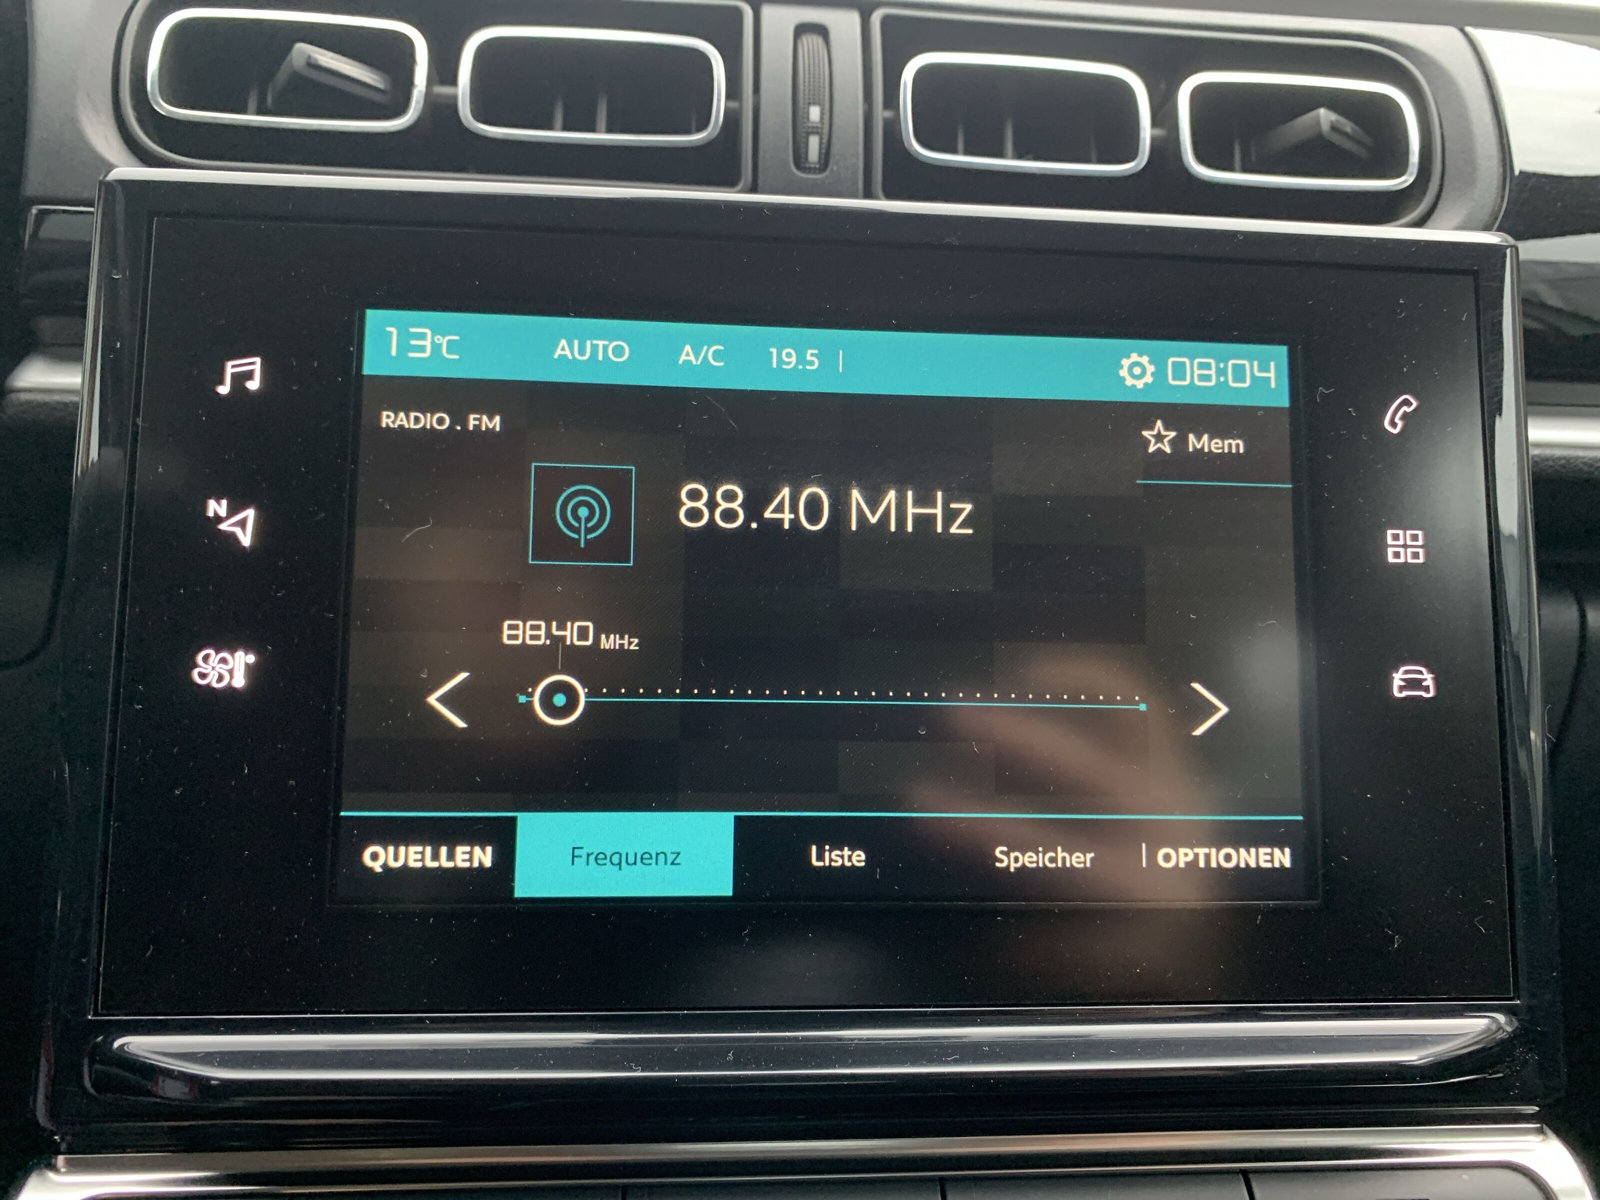 13°C AUTO A/C 19.5 08:04
RADIO . FM
Mem
88.40 MHz
N
88.40 MHz
QUELLEN Frequenz Liste Speicher OPTIONEN